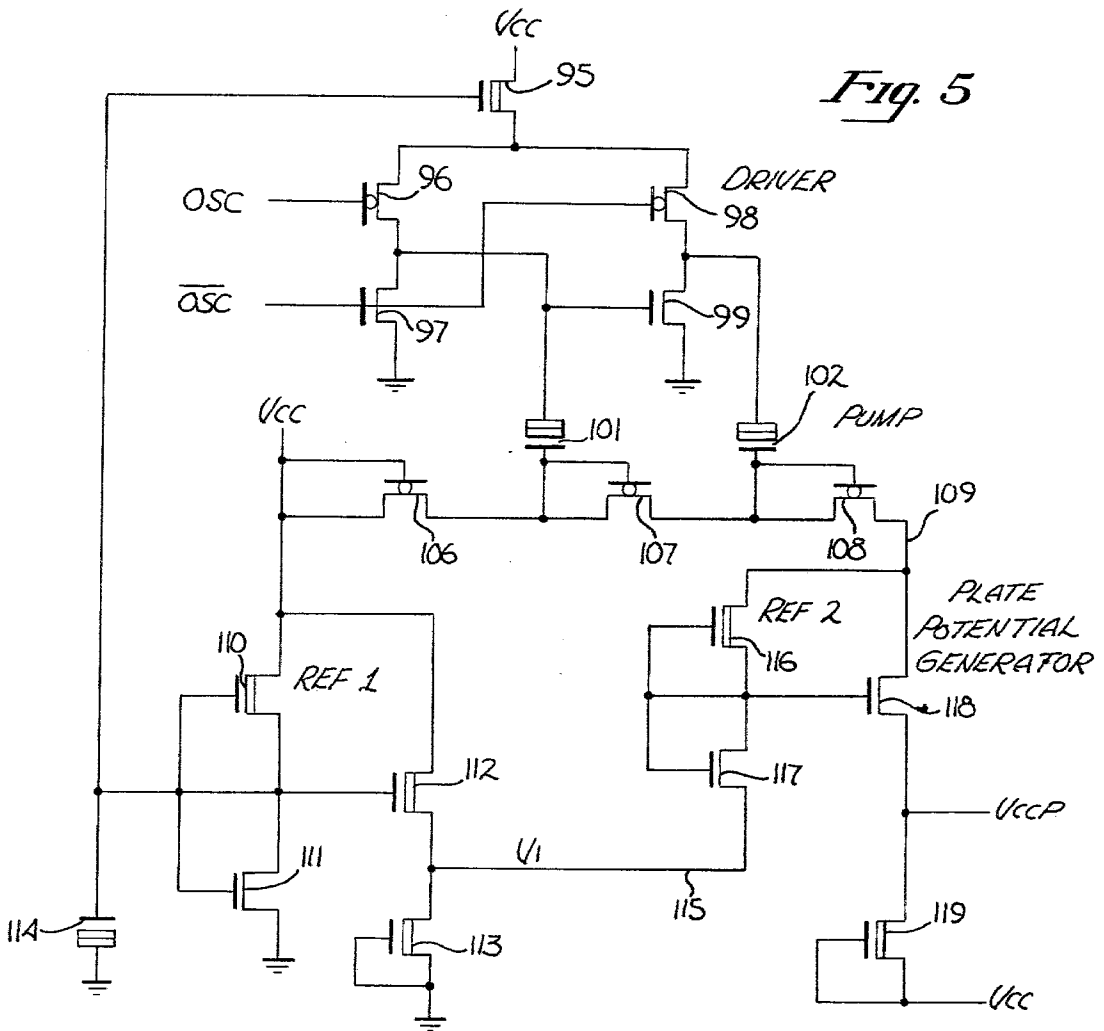 VCC
95
Fig. 5
OSC
96
DRIVER
98
OSC
97
99
VCC
101
102
PUMP
106
107
108
109
110
REF 1
REF 2
116
PLATE
POTENTIAL
GENERATOR
118
112
117
111
V1
115
VCCP
114
113
119
VCC